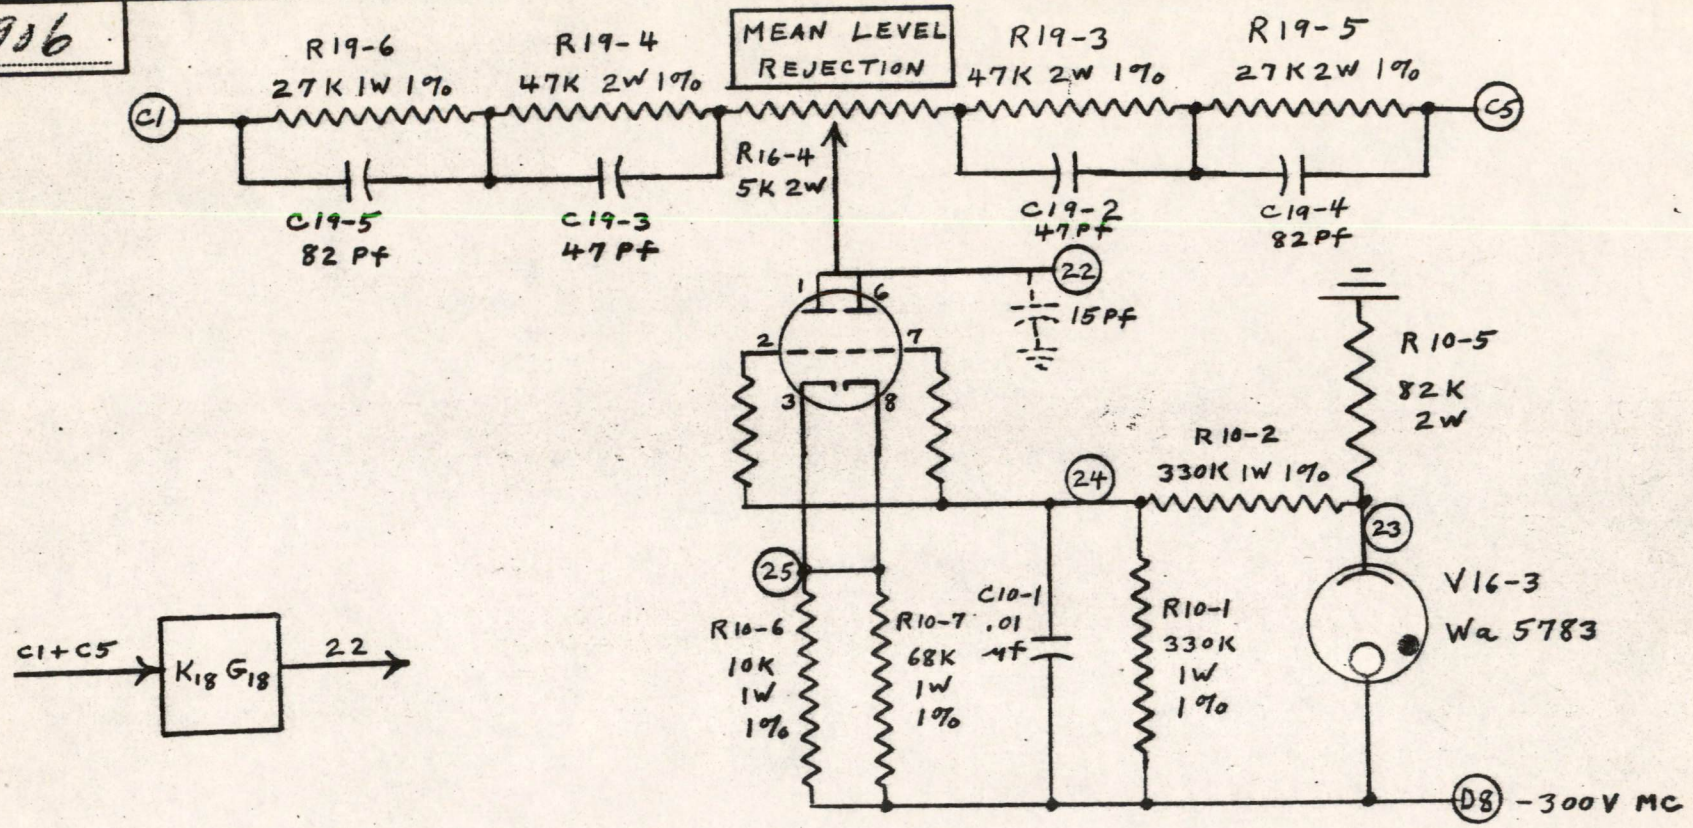 906
R19-6
27K 1W 1%
R19-4
47K 2W 1%
MEAN LEVEL
REJECTION
R19-3
47K 2W 1%
R19-5
27K 2W 1%
C1
C5
R16-4
5K 2W
C19-5
82 Pf
C19-3
47 Pf
C19-2
47 Pf
C19-4
82 Pf
22
15 Pf
1
6
2
7
3
8
R 10-5
82 K
2 W
R 10-2
330K 1W 1%
24
23
25
R10-6
10K
1W
1%
R10-7
68K
1W
1%
C10-1
.01
μf
R10-1
330K
1W
1%
V16-3
Wa 5783
C1+C5
K18 G18
22
D8
-300V MC